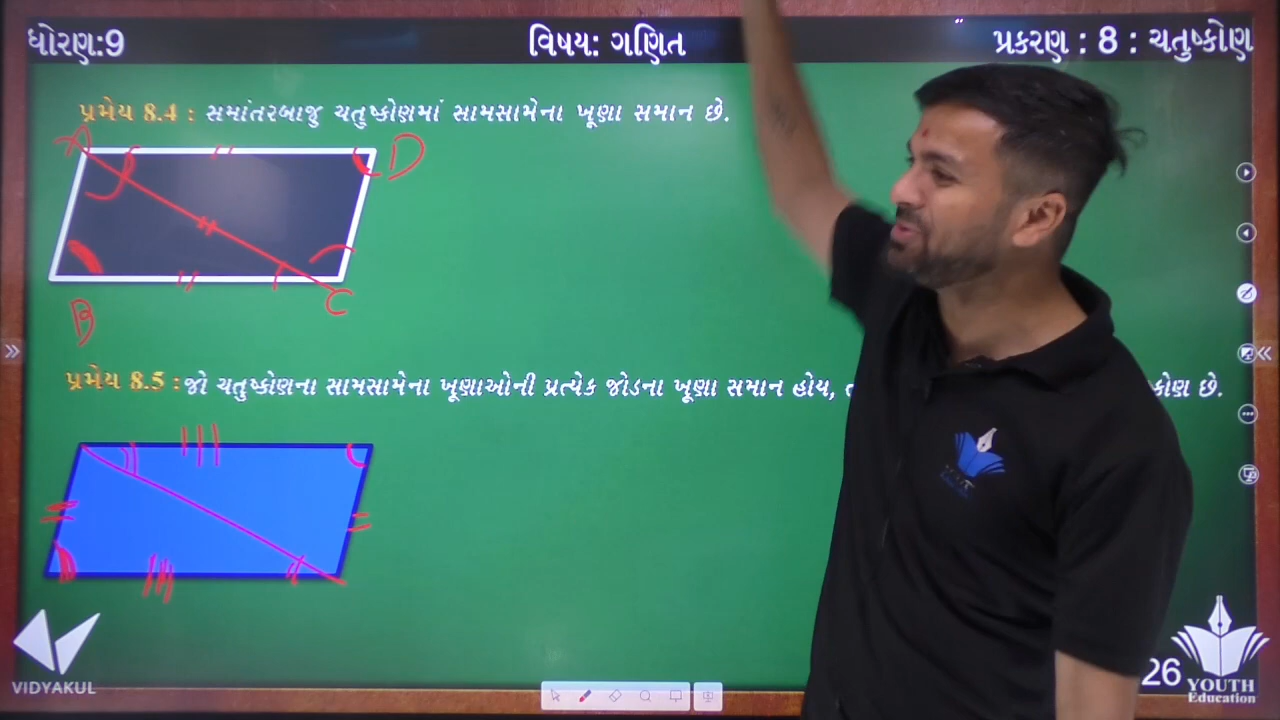 ધોરણ:9
વિષય: ગણિત
પ્રકરણ : 8 : ચતુષ્કોણ
પ્રમેય 8.4 : સમાંતરબાજુ ચતુષ્કોણમાં સામસામેના ખૂણા સમાન છે.
A
D
B
C
પ્રમેય 8.5 : જો ચતુષ્કોણના સામસામેના ખૂણાઓની પ્રત્યેક જોડના ખૂણા સમાન હોય, કોણ છે.
VIDYAKUL
26
YOUTH
Education